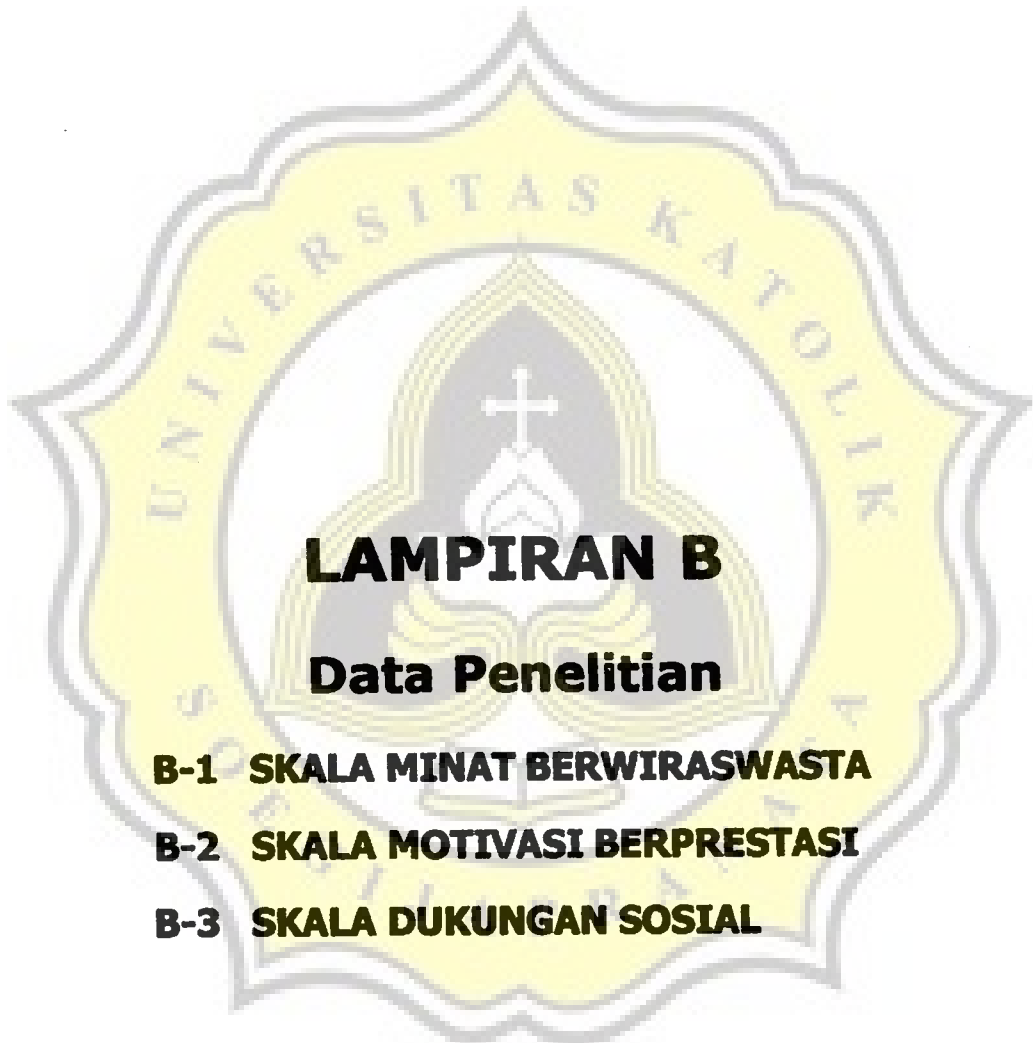 UNIVERSITAS KATOLIK
LAMPIRAN B
Data Penelitian
B-1 SKALA MINAT BERWIRASWASTA
B-2 SKALA MOTIVASI BERPRESTASI
B-3 SKALA DUKUNGAN SOSIAL